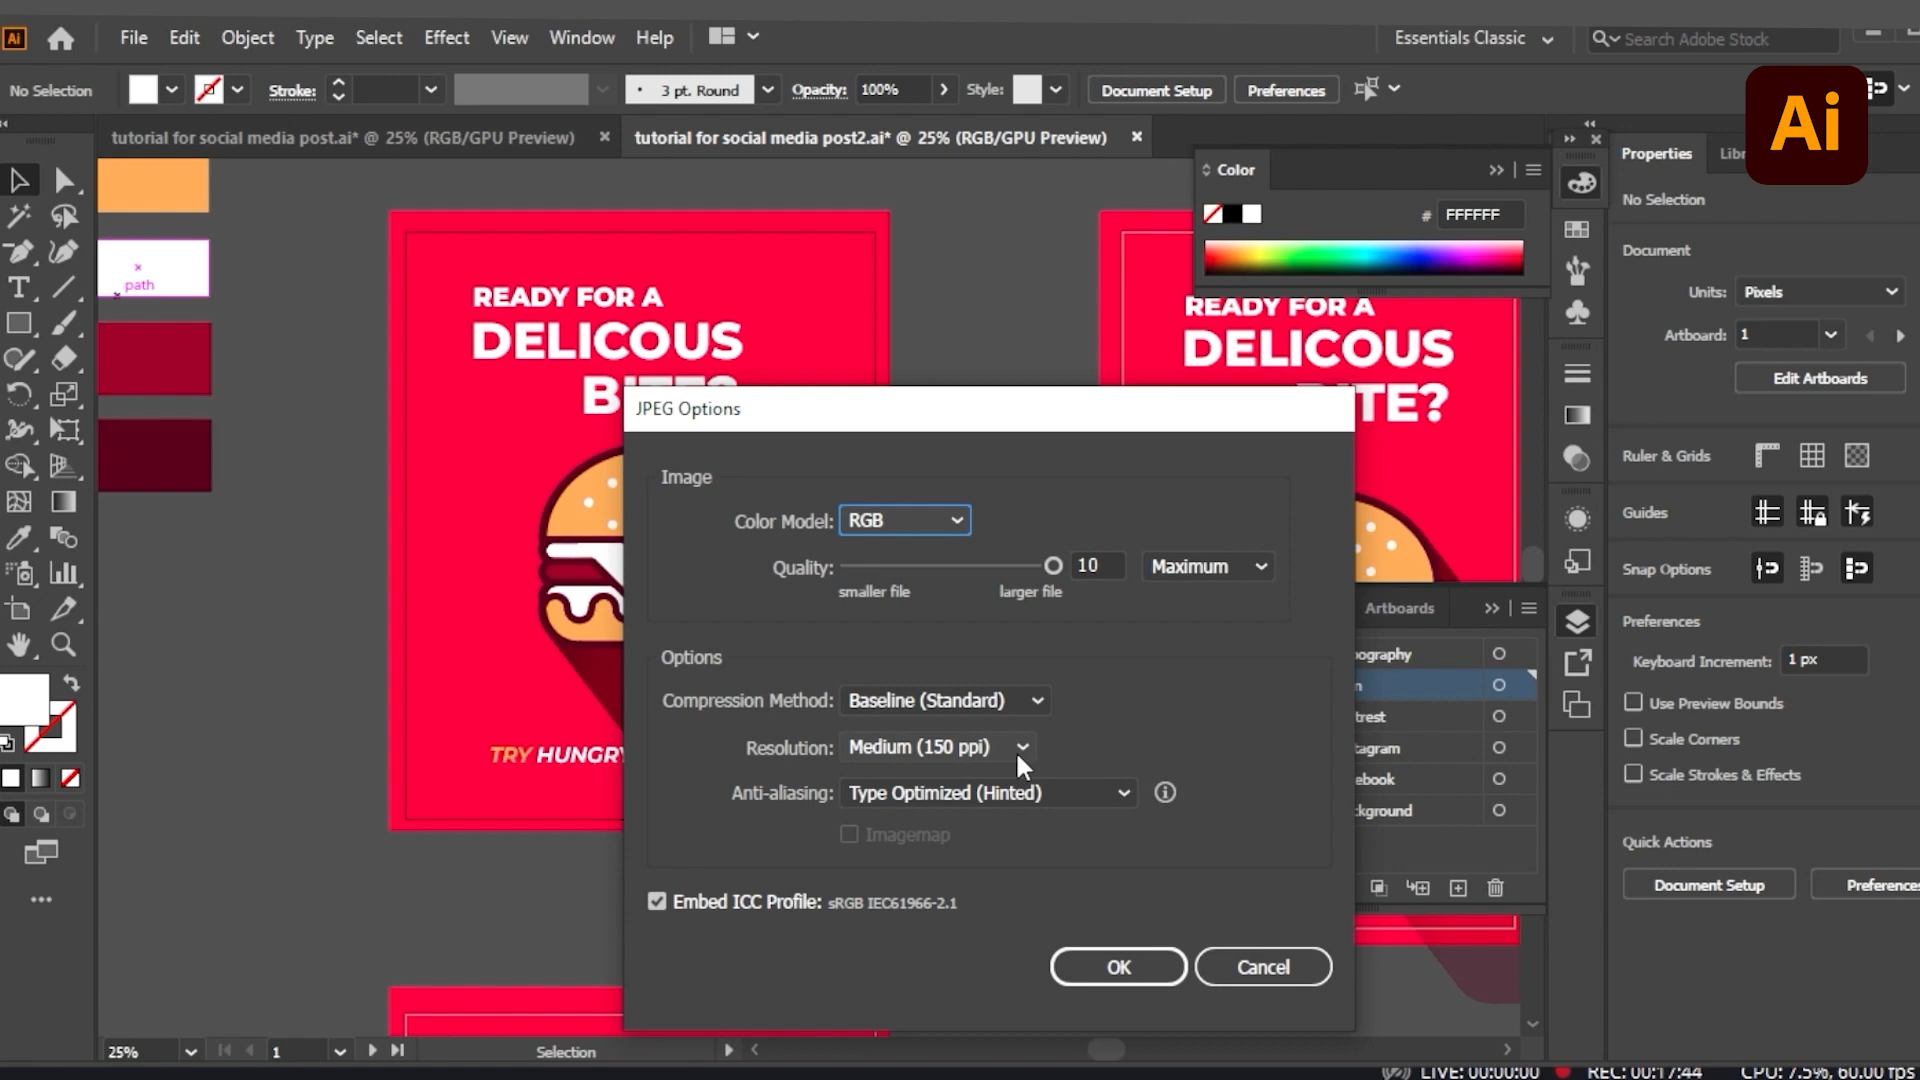 Ai
File Edit Object Type Select Effect View Window Help
Essentials Classic
Search Adobe Stock
No Selection
Stroke:
3 pt. Round
Opacity: 100%
Style:
Document Setup
Preferences
Ai
tutorial for social media post.ai* @ 25% (RGB/GPU Preview)
tutorial for social media post2.ai* @ 25% (RGB/GPU Preview)
Color
# FFFFFF
path
READY FOR A
DELICOUS
TRY HUNGRY
READY FOR A
DELICOUS
BITE?
JPEG Options
Image
Color Model: RGB
Quality: 10 Maximum
smaller file larger file
Options
Compression Method: Baseline (Standard)
Resolution: Medium (150 ppi)
Anti-aliasing: Type Optimized (Hinted)
Imagemap
Embed ICC Profile: sRGB IEC61966-2.1
OK
Cancel
Artboards
Properties
No Selection
Document
Units: Pixels
Artboard: 1
Edit Artboards
Ruler & Grids
Guides
Snap Options
Preferences
Keyboard Increment: 1 px
Use Preview Bounds
Scale Corners
Scale Strokes & Effects
Quick Actions
Document Setup
Preferences
25%
1
Selection
LIVE: 00:00:00
REC: 00:17:44
CPU: 7.5%, 60.00 fps